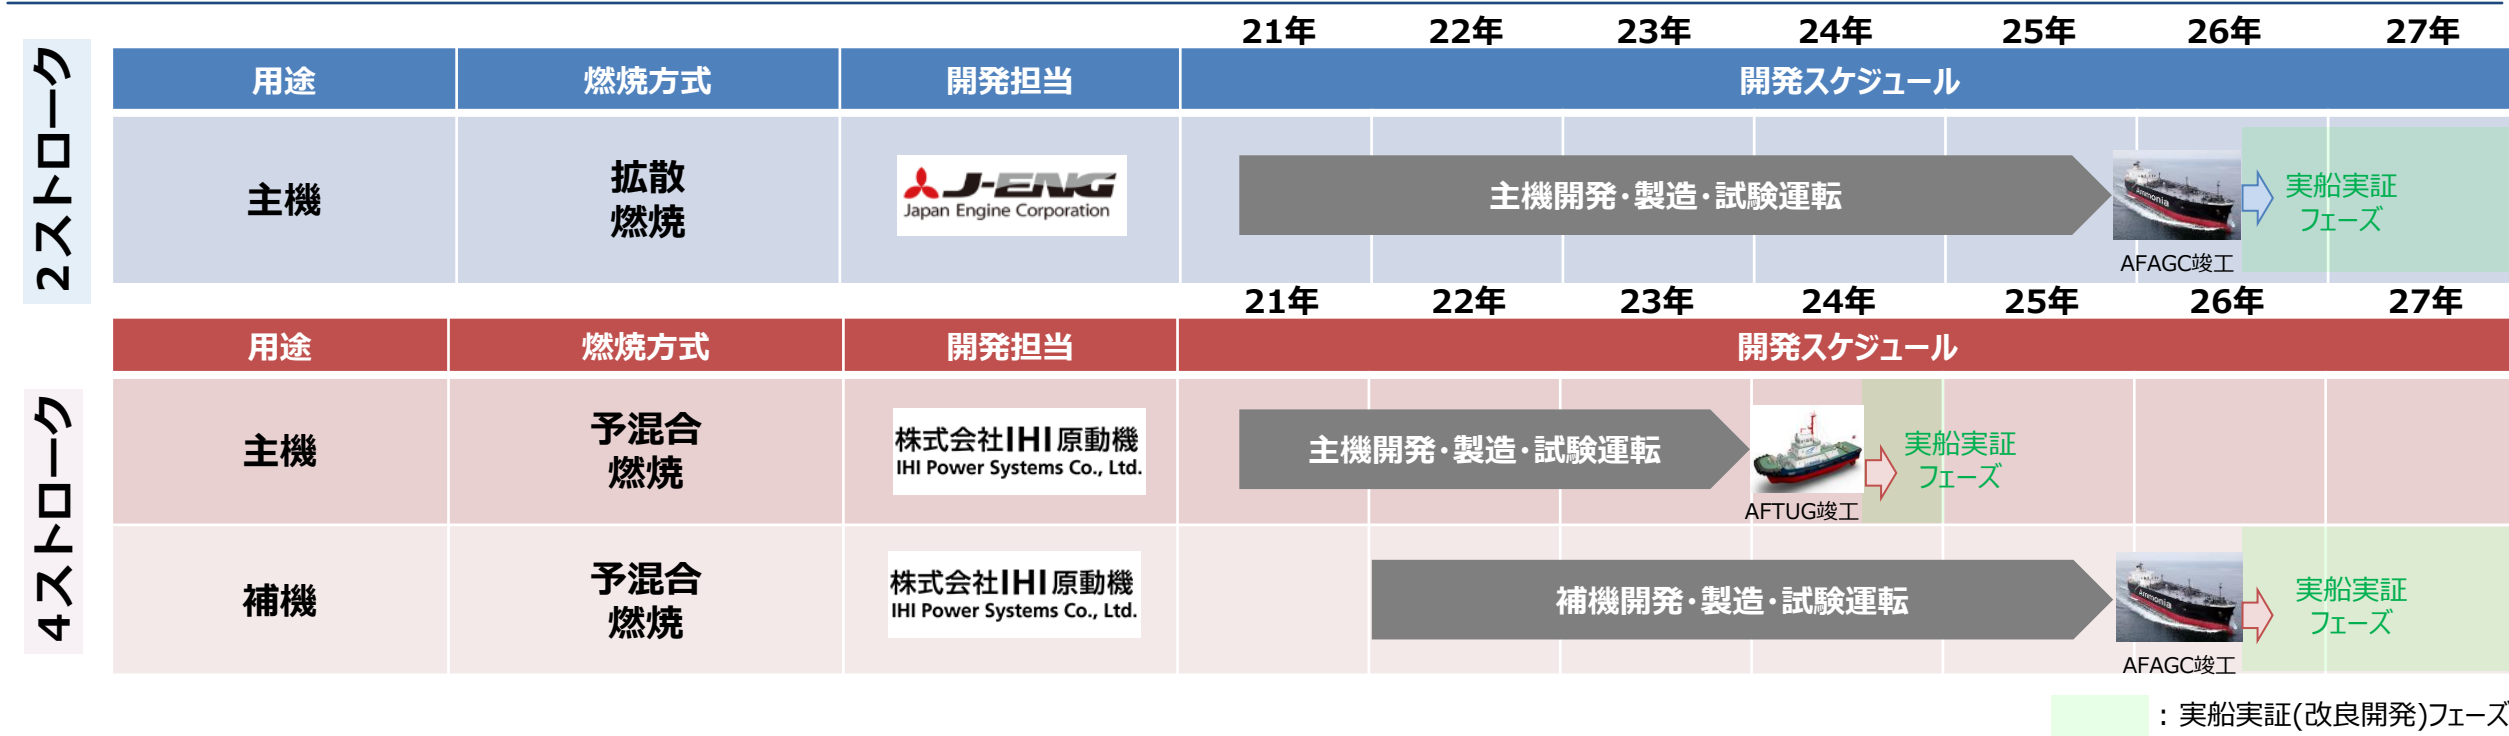 21年 22年 23年 24年 25年 26年 27年
2ストローク
用途 燃焼方式 開発担当 開発スケジュール
主機
拡散
燃焼
J-ENG
Japan Engine Corporation
主機開発・製造・試験運転
Ammonia
AFAGC竣工
実船実証
フェーズ
21年 22年 23年 24年 25年 26年 27年
4ストローク
用途 燃焼方式 開発担当 開発スケジュール
主機
予混合
燃焼
株式会社IHI原動機
IHI Power Systems Co., Ltd.
主機開発・製造・試験運転
AFTUG竣工
実船実証
フェーズ
補機
予混合
燃焼
株式会社IHI原動機
IHI Power Systems Co., Ltd.
補機開発・製造・試験運転
Ammonia
AFAGC竣工
実船実証
フェーズ
：実船実証(改良開発)フェーズ